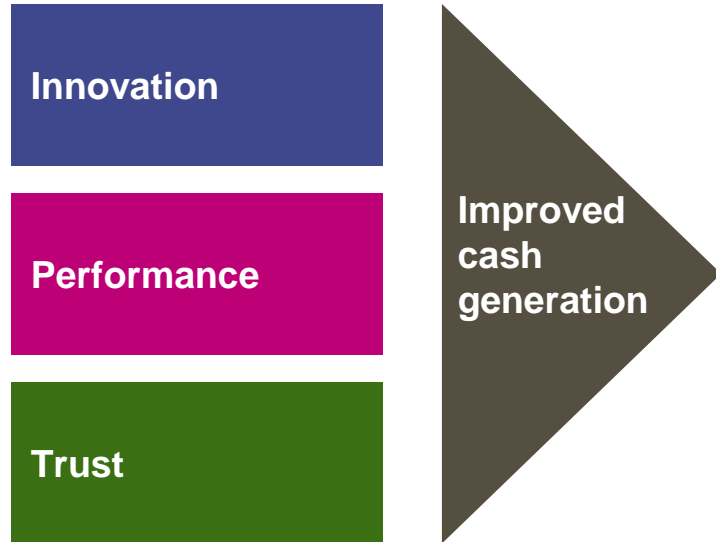 Innovation
Performance
Trust
Improved
cash
generation